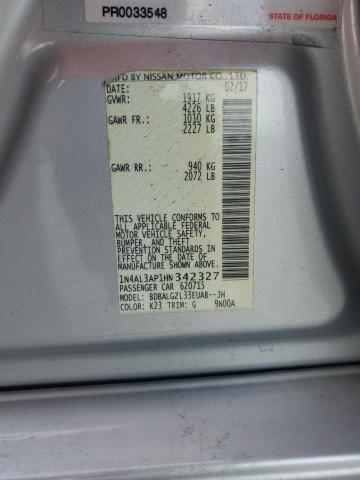 PR0033548
STATE OF FLORIDA
MFD BY NISSAN MOTOR CO., LTD.
DATE: 02/17
GVWR: 1917 KG
4226 LB
GAWR FR.: 1010 KG
2227 LB
GAWR RR.: 940 KG
2072 LB
THIS VEHICLE CONFORMS TO
ALL APPLICABLE FEDERAL
MOTOR VEHICLE SAFETY,
BUMPER, AND THEFT
PREVENTION STANDARDS IN
EFFECT ON THE DATE OF
MANUFACTURE SHOWN ABOVE.
1N4AL3AP1HN342327
PASSENGER CAR 620715
MODEL: BDBALGZL33EUAB--JH
COLOR: K23 TRIM: G 9N00A